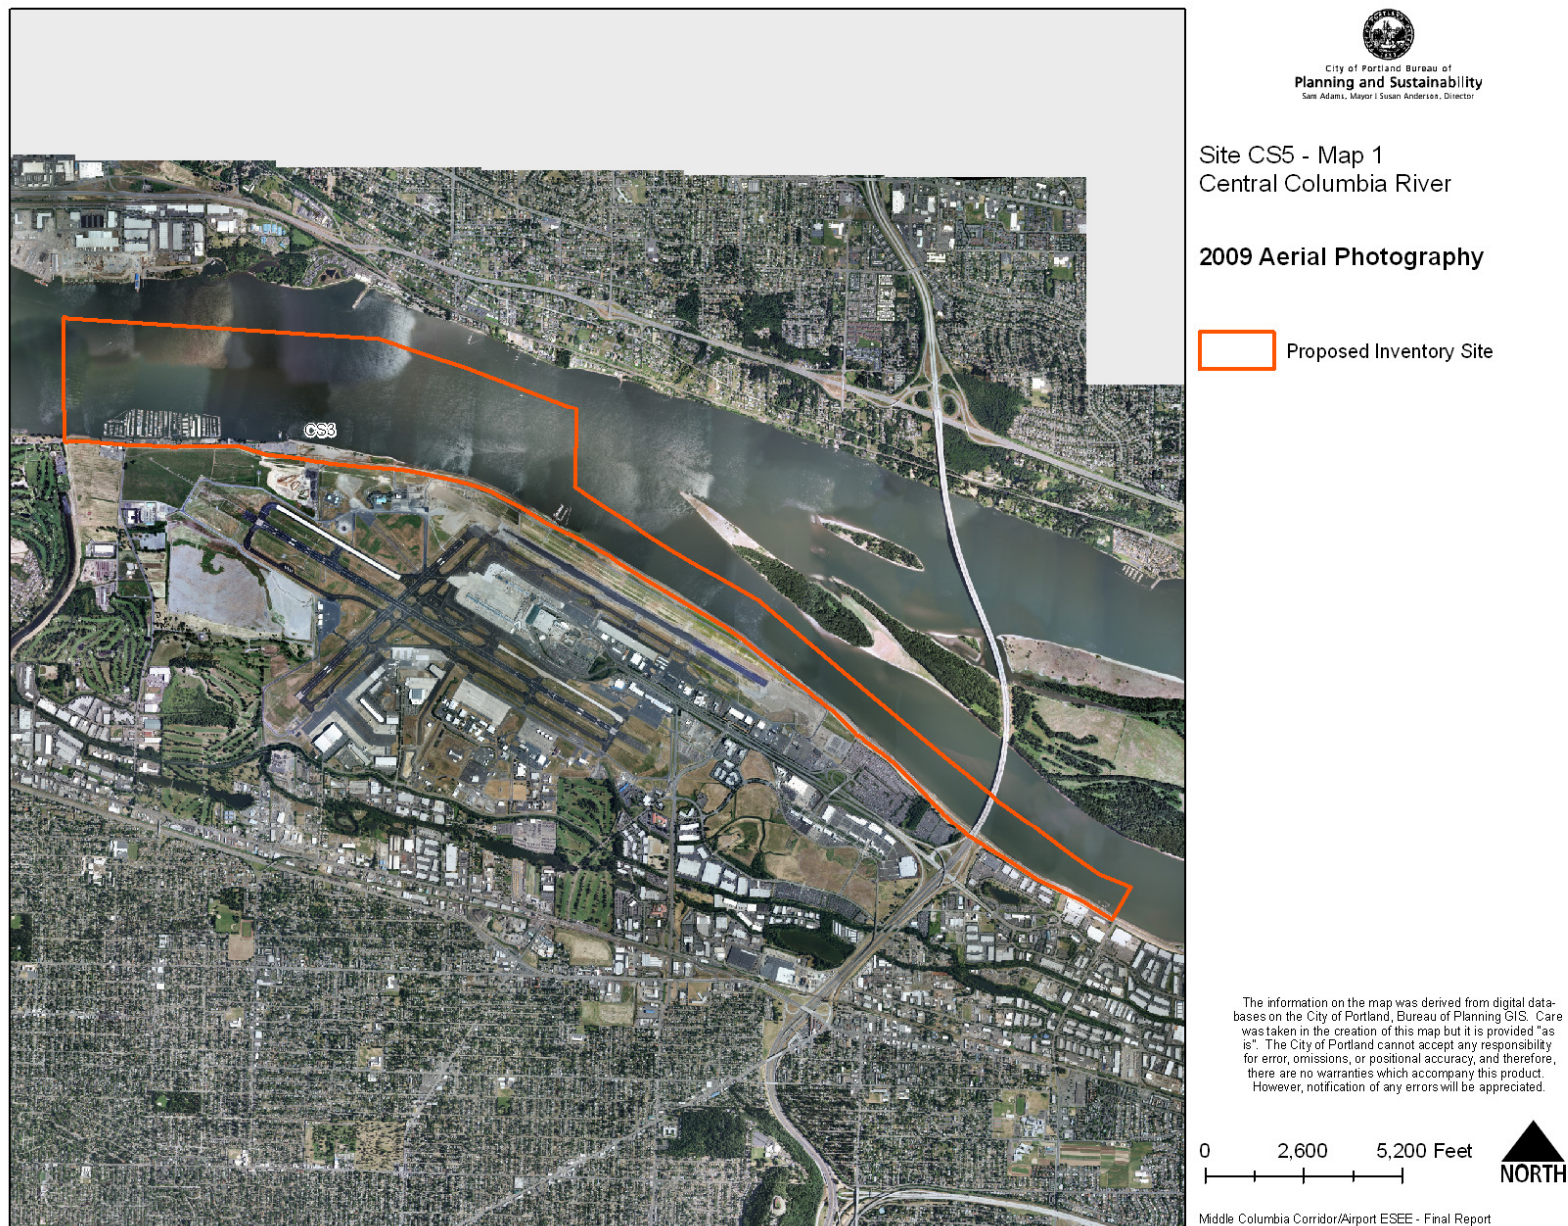 City of Portland Bureau of
Planning and Sustainability
Sam Adams, Mayor | Susan Anderson, Director
Site CS5 - Map 1
Central Columbia River
2009 Aerial Photography
Proposed Inventory Site
CS3
The information on the map was derived from digital data-
bases on the City of Portland, Bureau of Planning GIS. Care
was taken in the creation of this map but it is provided "as
is". The City of Portland cannot accept any responsibility
for error, omissions, or positional accuracy, and therefore,
there are no warranties which accompany this product.
However, notification of any errors will be appreciated.
0 2,600 5,200 Feet
NORTH
Middle Columbia Corridor/Airport ESEE - Final Report